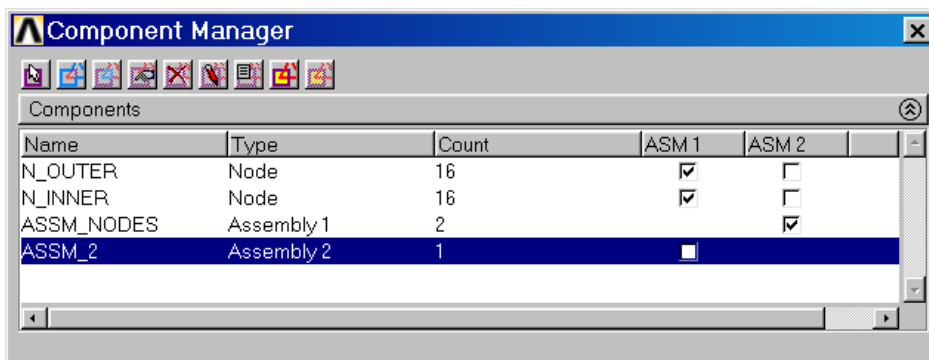 Component Manager
Components
Name Type Count ASM 1 ASM 2
N_OUTER Node 16
N_INNER Node 16
ASSM_NODES Assembly 1 2
ASSM_2 Assembly 2 1